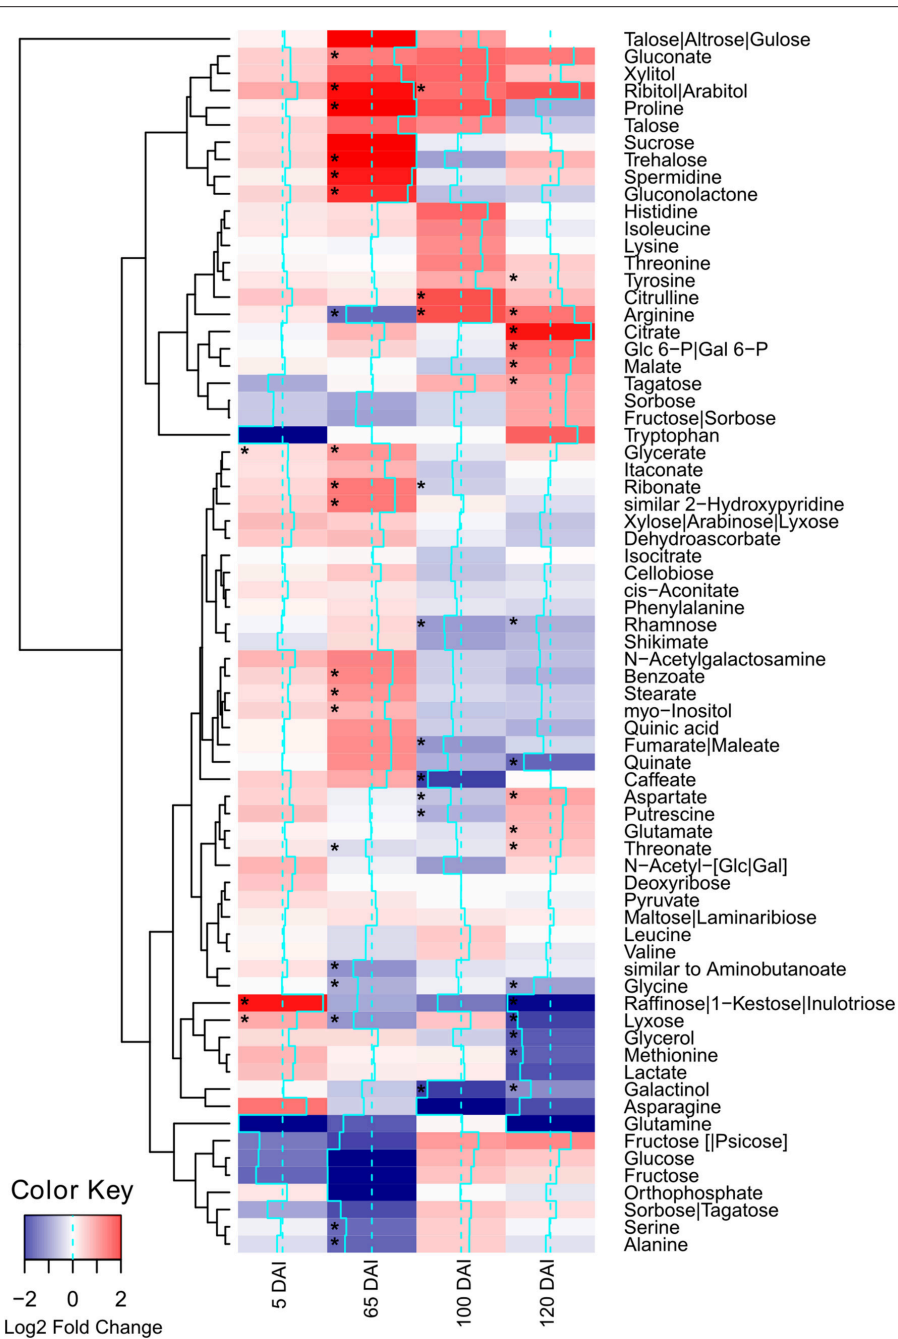 Talose|Altrose|Gulose
*
Gluconate
Xylitol
* *
Ribitol|Arabitol
*
Proline
Talose
Sucrose
*
Trehalose
*
Spermidine
*
Gluconolactone
Histidine
Isoleucine
Lysine
Threonine
*
Tyrosine
*
Citrulline
* * *
Arginine
*
Citrate
*
Glc 6−P|Gal 6−P
*
Malate
*
Tagatose
Sorbose
Fructose|Sorbose
Tryptophan
* *
Glycerate
Itaconate
* *
Ribonate
*
similar 2−Hydroxypyridine
Xylose|Arabinose|Lyxose
Dehydroascorbate
Isocitrate
Cellobiose
cis−Aconitate
Phenylalanine
* *
Rhamnose
Shikimate
N−Acetylgalactosamine
*
Benzoate
*
Stearate
*
myo−Inositol
Quinic acid
*
Fumarate|Maleate
*
Quinate
*
Caffeate
* *
Aspartate
*
Putrescine
*
Glutamate
* *
Threonate
N−Acetyl−[Glc|Gal]
Deoxyribose
Pyruvate
Maltose|Laminaribiose
Leucine
Valine
*
similar to Aminobutanoate
* *
Glycine
* *
Raffinose|1−Kestose|Inulotriose
* * *
Lyxose
*
Glycerol
*
Methionine
Lactate
* *
Galactinol
Asparagine
Glutamine
Fructose [|Psicose]
Glucose
Fructose
Orthophosphate
Sorbose|Tagatose
*
Serine
*
Alanine
5 DAI
65 DAI
100 DAI
120 DAI
Color Key
−2 0 2
Log2 Fold Change